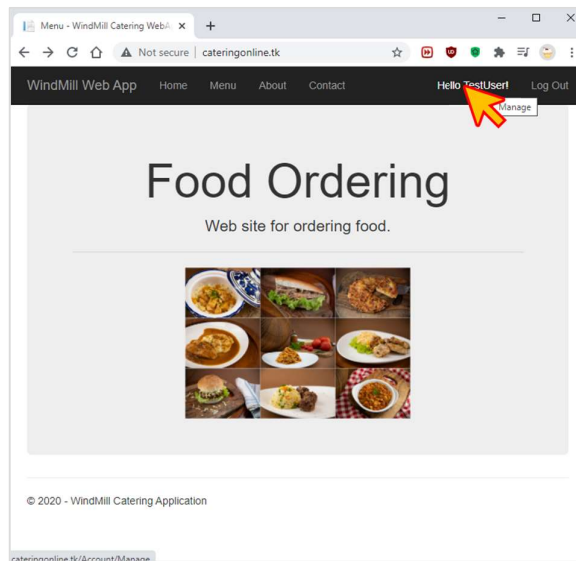 Menu - WindMill Catering WebA
Not secure | cateringonline.tk
WindMill Web App Home Menu About Contact Hello TestUser! Log Out
Manage
Food Ordering
Web site for ordering food.
© 2020 - WindMill Catering Application
cateringonline.tk/Account/Manage